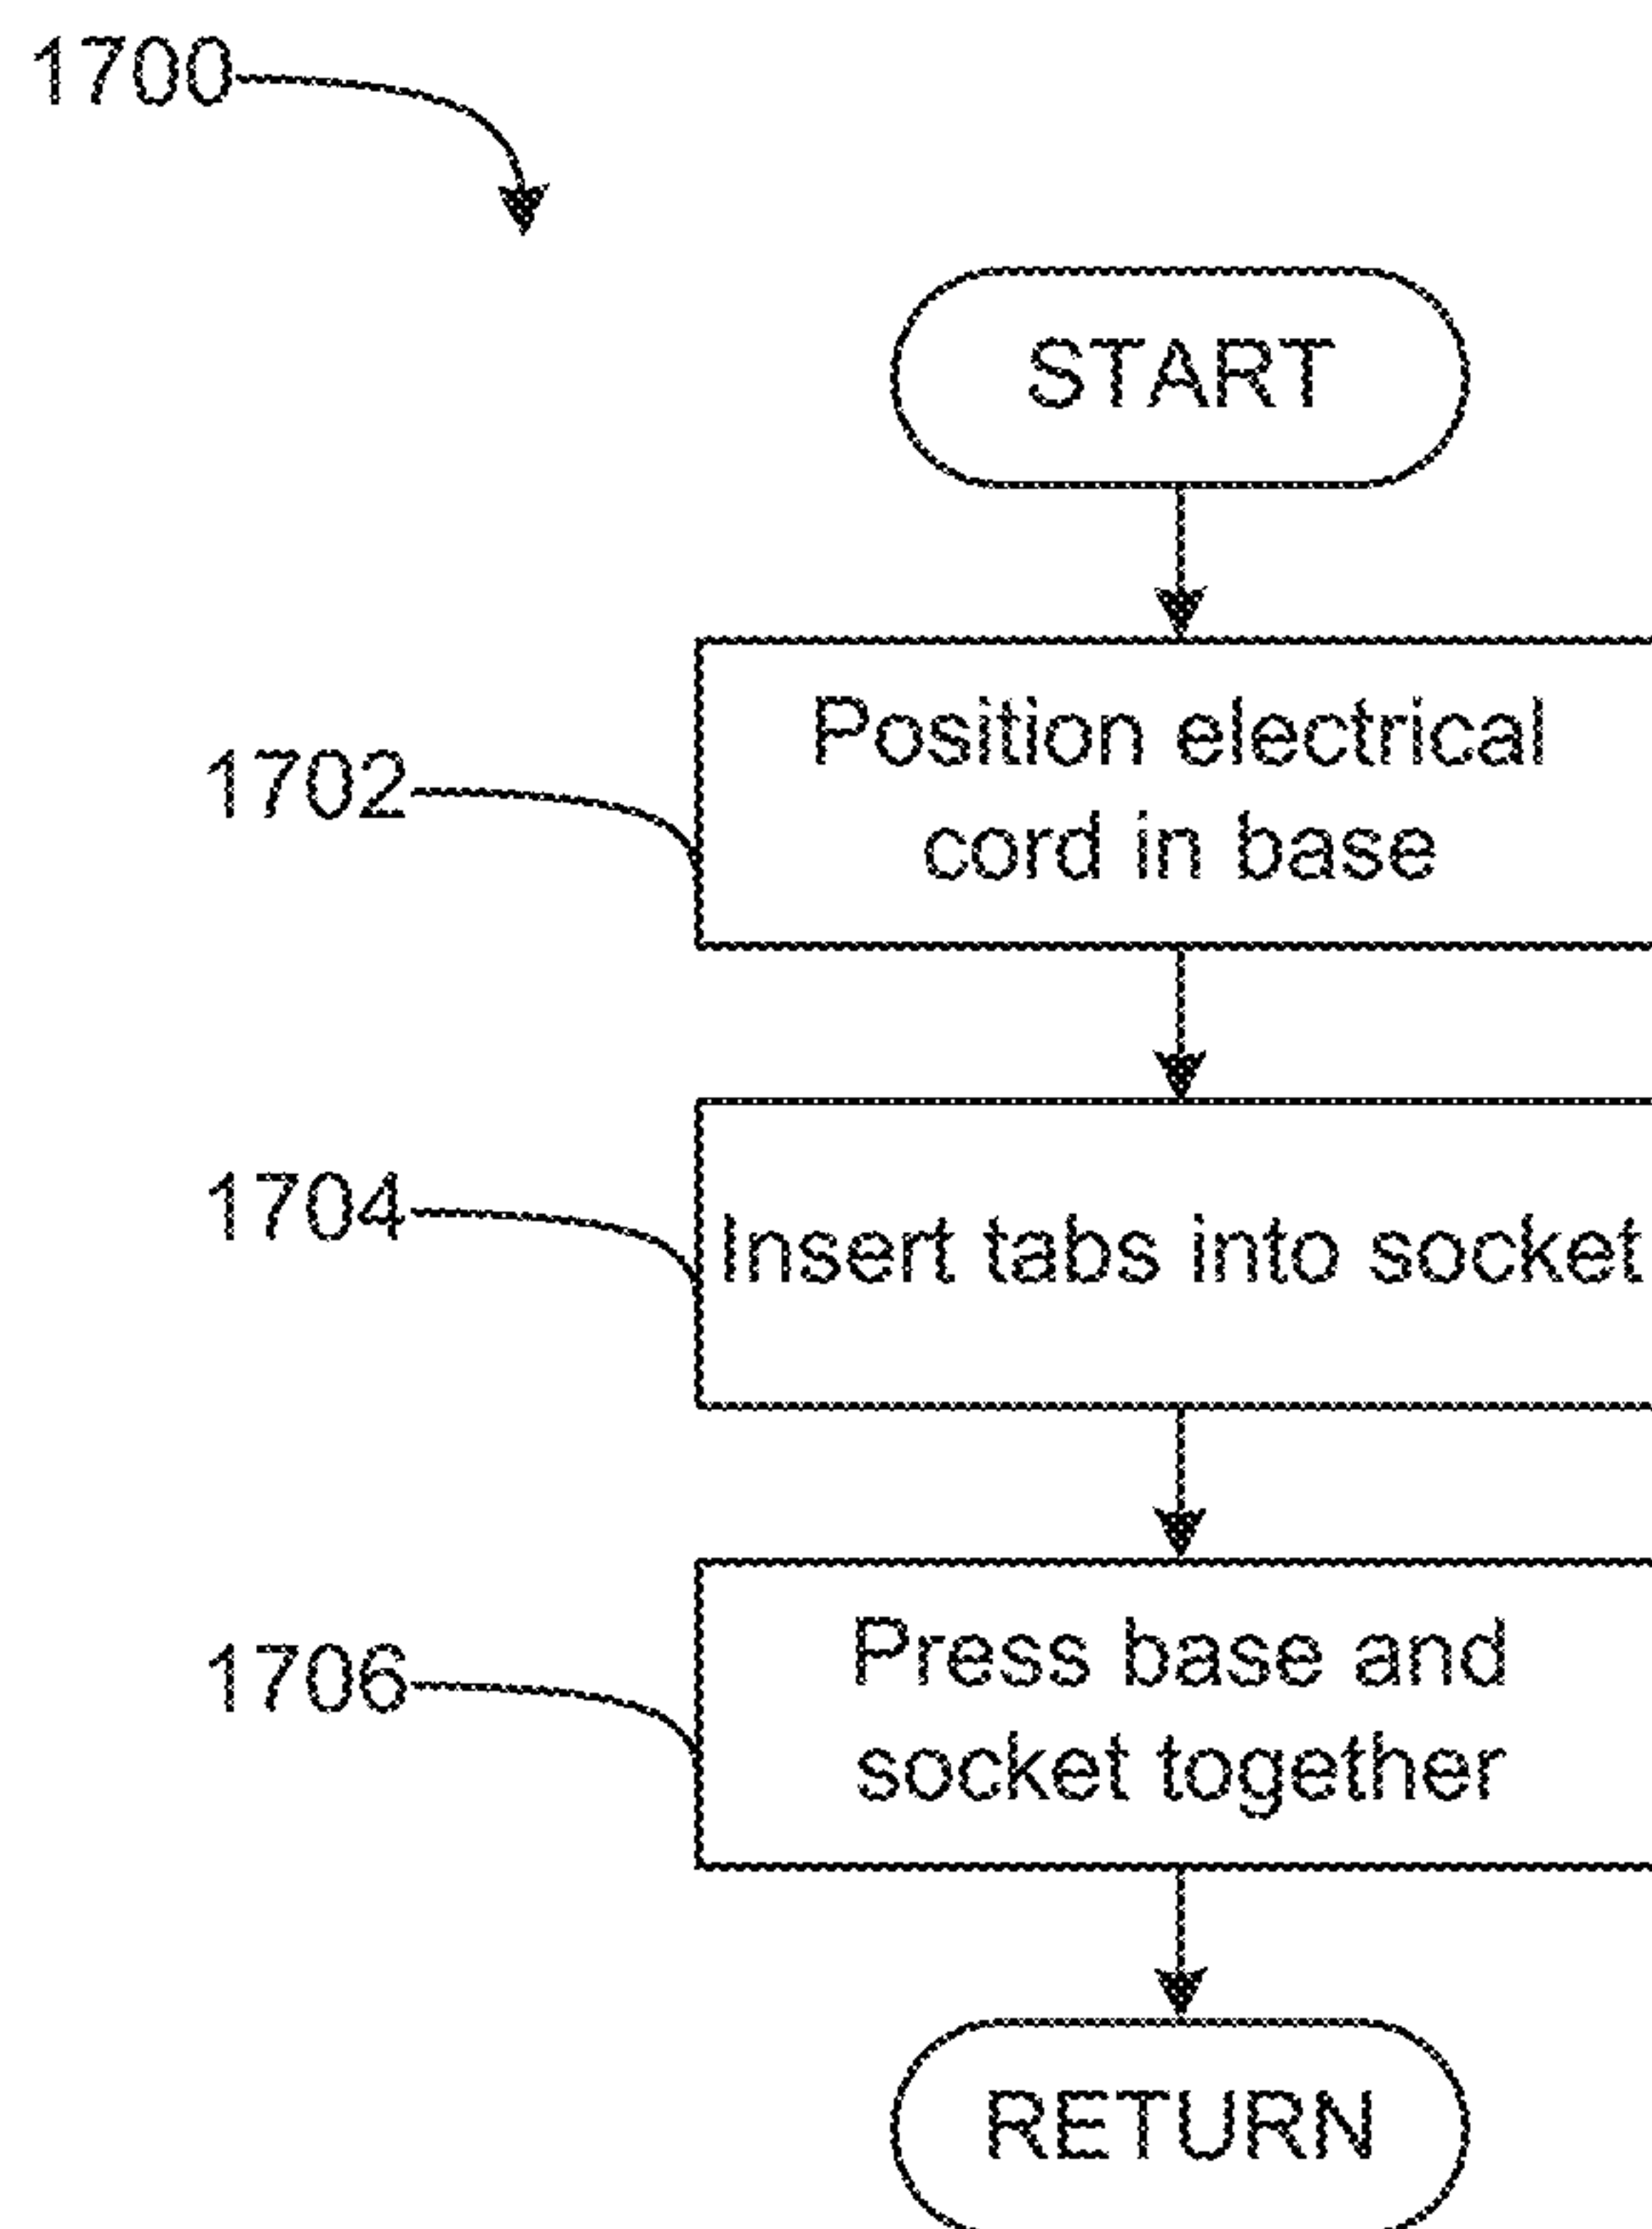 1700
START
1702
Position electrical
cord in base
1704
Insert tabs into socket
1706
Press base and
socket together
RETURN